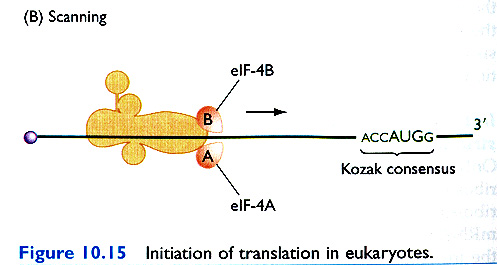 (B) Scanning
eIF-4B
B
3'
ACCAUGG
A
Kozak consensus
eIF-4A
Figure 10.15 Initiation of translation in eukaryotes.